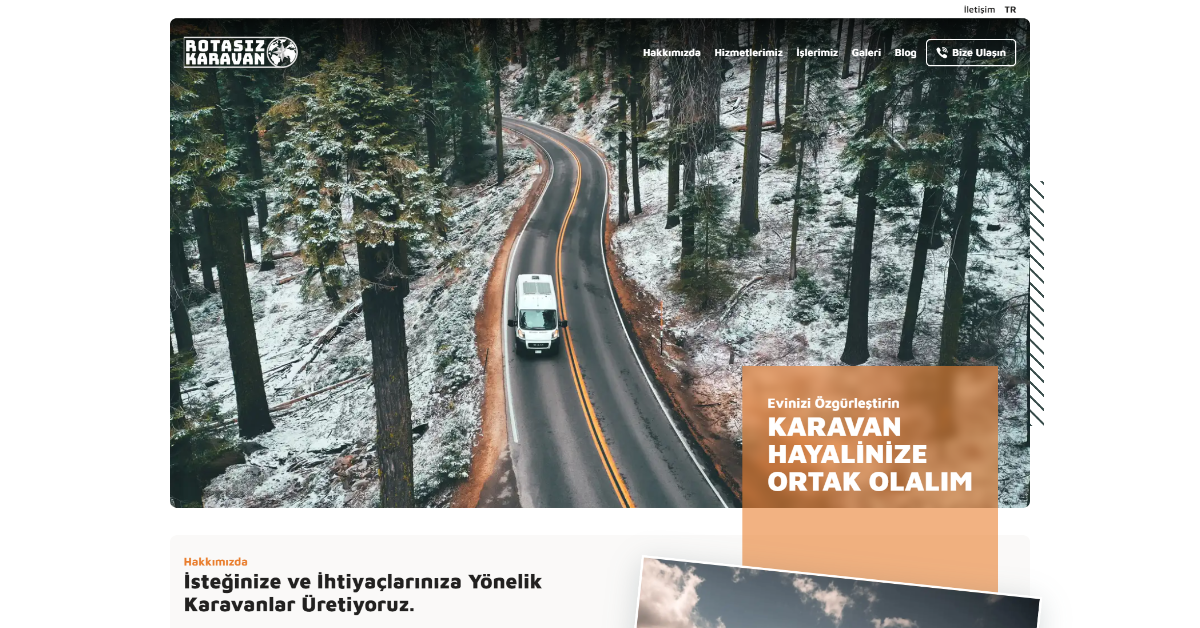 İletişim TR
ROTASIZ
KARAVAN
Hakkımızda Hizmetlerimiz İşlerimiz Galeri Blog Bize Ulaşın
Evinizi Özgürleştirin
KARAVAN
HAYALİNİZE
ORTAK OLALIM
Hakkımızda
İsteğinize ve İhtiyaçlarınıza Yönelik
Karavanlar Üretiyoruz.